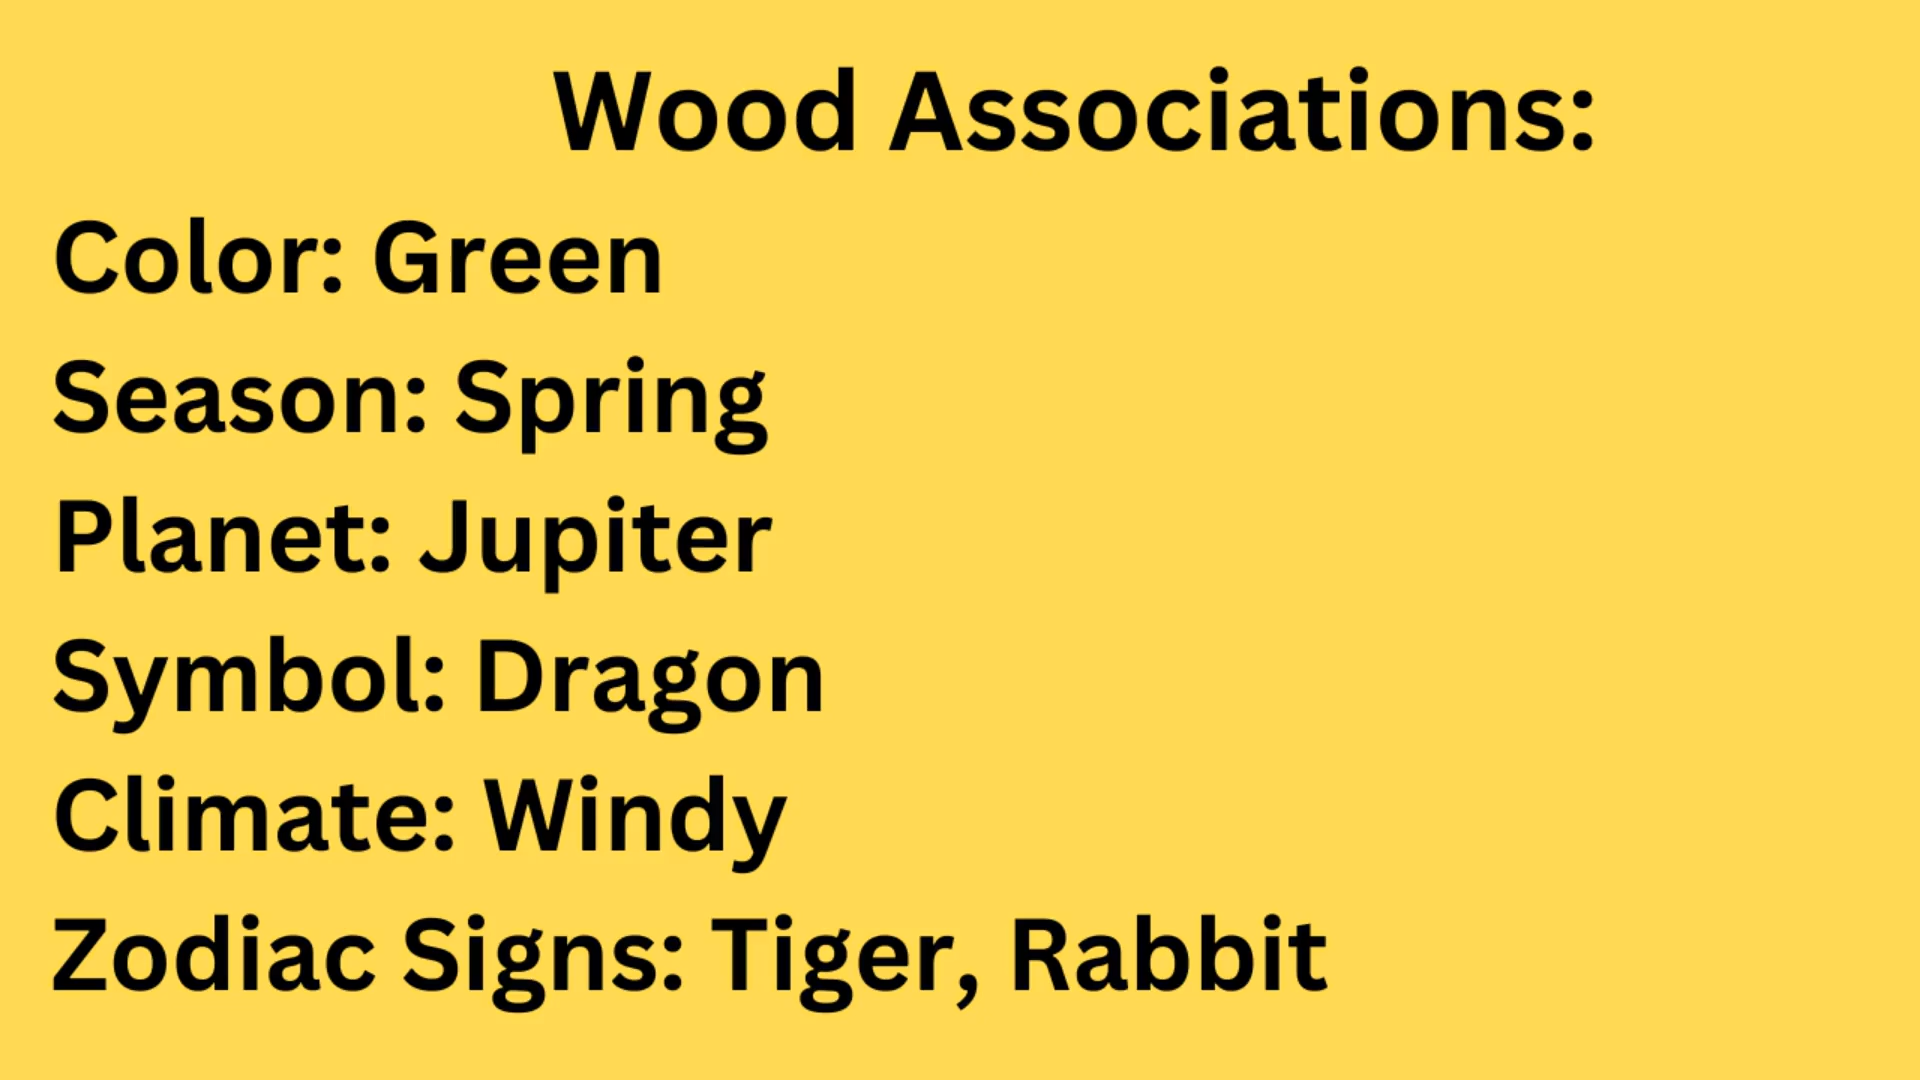 Wood Associations:
Color: Green
Season: Spring
Planet: Jupiter
Symbol: Dragon
Climate: Windy
Zodiac Signs: Tiger, Rabbit